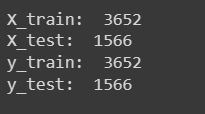 X_train:  3652
X_test:  1566
y_train:  3652
y_test:  1566